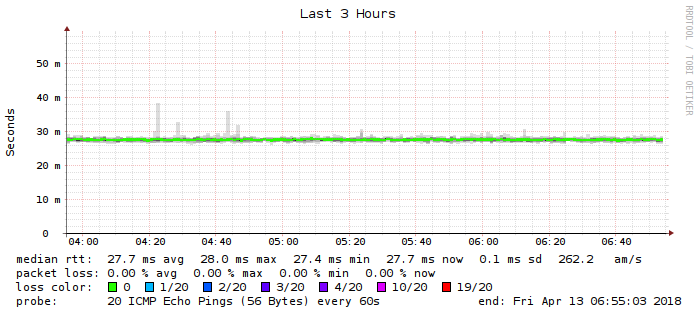 Last 3 Hours
RRDTOOL / TOBI OETIKER
Seconds
50 m
40 m
30 m
20 m
10 m
0
04:00 04:20 04:40 05:00 05:20 05:40 06:00 06:20 06:40
median rtt: 27.7 ms avg 28.0 ms max 27.4 ms min 27.7 ms now 0.1 ms sd 262.2 am/s
packet loss: 0.00 % avg 0.00 % max 0.00 % min 0.00 % now
loss color: 0 1/20 2/20 3/20 4/20 10/20 19/20
probe: 20 ICMP Echo Pings (56 Bytes) every 60s end: Fri Apr 13 06:55:03 2018